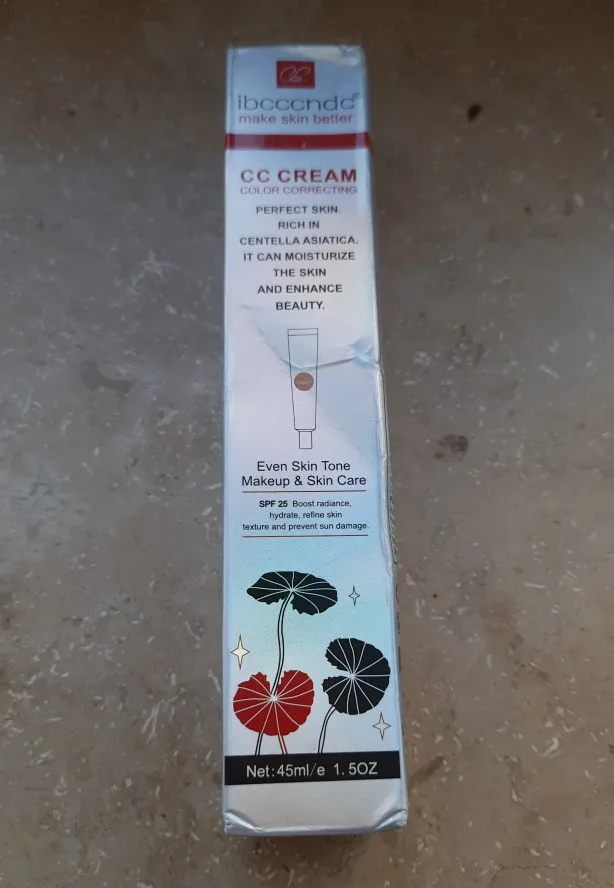 ibcccndc
make skin better
CC CREAM
COLOR CORRECTING
PERFECT SKIN.
RICH IN
CENTELLA ASIATICA.
IT CAN MOISTURIZE
THE SKIN
AND ENHANCE
BEAUTY.
Even Skin Tone
Makeup & Skin Care
SPF 25 Boost radiance,
hydrate, refine skin
texture and prevent sun damage.
Net:45ml/e 1.5OZ